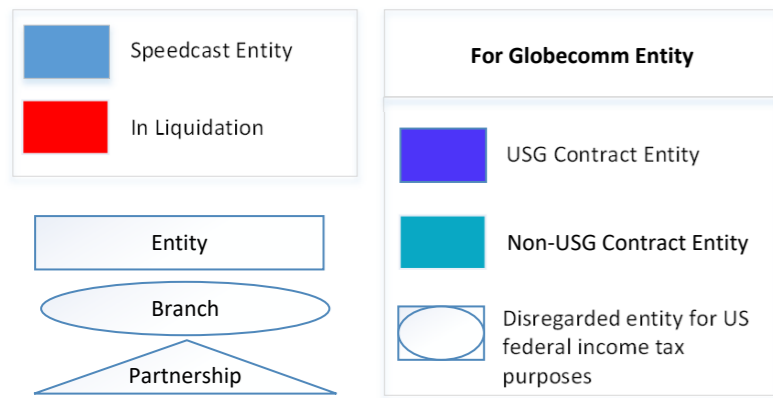 Speedcast Entity
In Liquidation
Entity
Branch
Partnership
For Globecomm Entity
USG Contract Entity
Non-USG Contract Entity
Disregarded entity for US
federal income tax
purposes